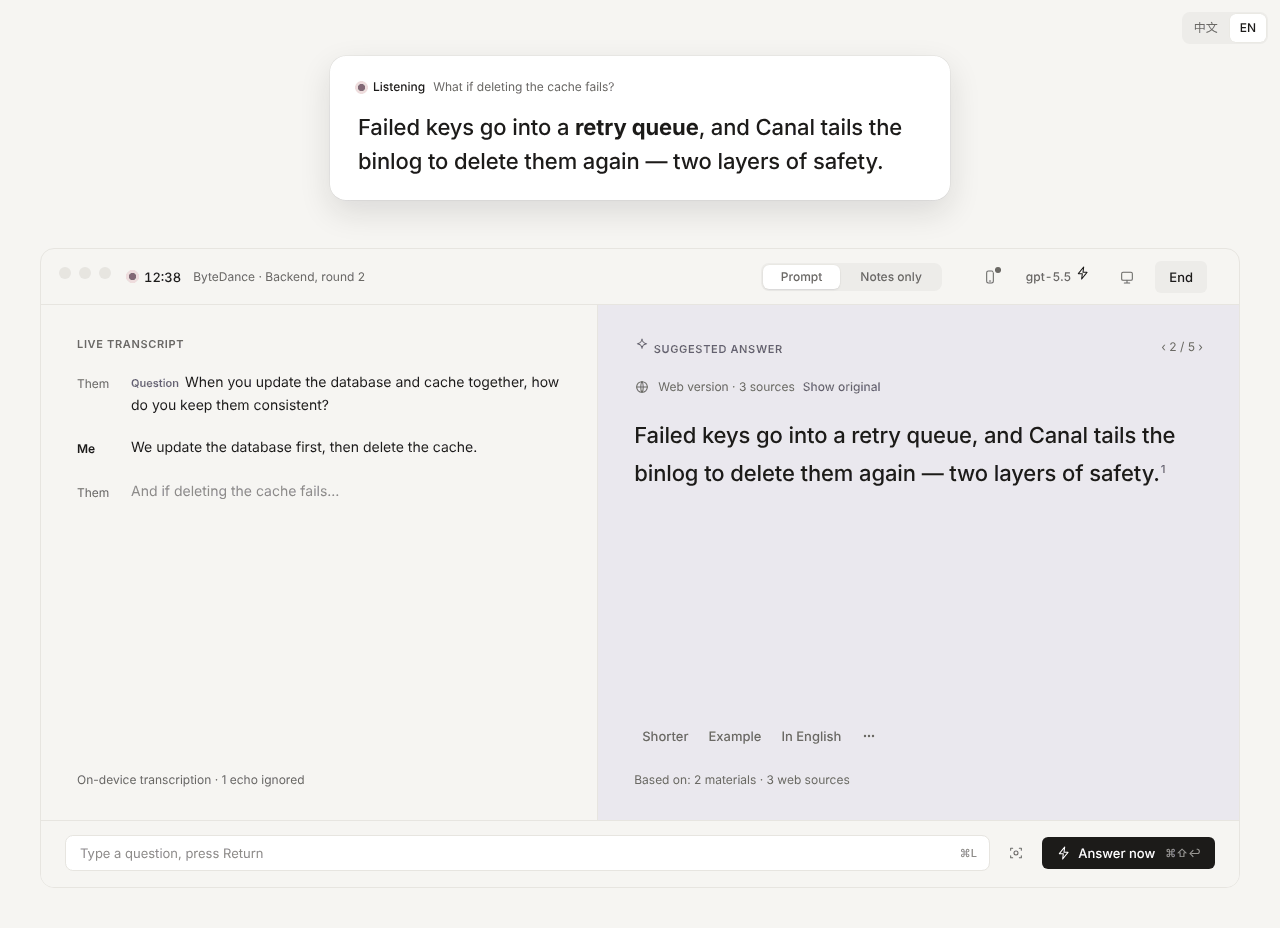 中文 EN
Listening What if deleting the cache fails?
Failed keys go into a retry queue, and Canal tails the
binlog to delete them again — two layers of safety.
12:38 ByteDance · Backend, round 2
Prompt Notes only
gpt-5.5
End
LIVE TRANSCRIPT
Them Question When you update the database and cache together, how
do you keep them consistent?
Me We update the database first, then delete the cache.
Them And if deleting the cache fails…
On-device transcription · 1 echo ignored
SUGGESTED ANSWER
‹ 2 / 5 ›
Web version · 3 sources Show original
Failed keys go into a retry queue, and Canal tails the
binlog to delete them again — two layers of safety.¹
Shorter Example In English ···
Based on: 2 materials · 3 web sources
Type a question, press Return ⌘L
Answer now ⌘⇧↩